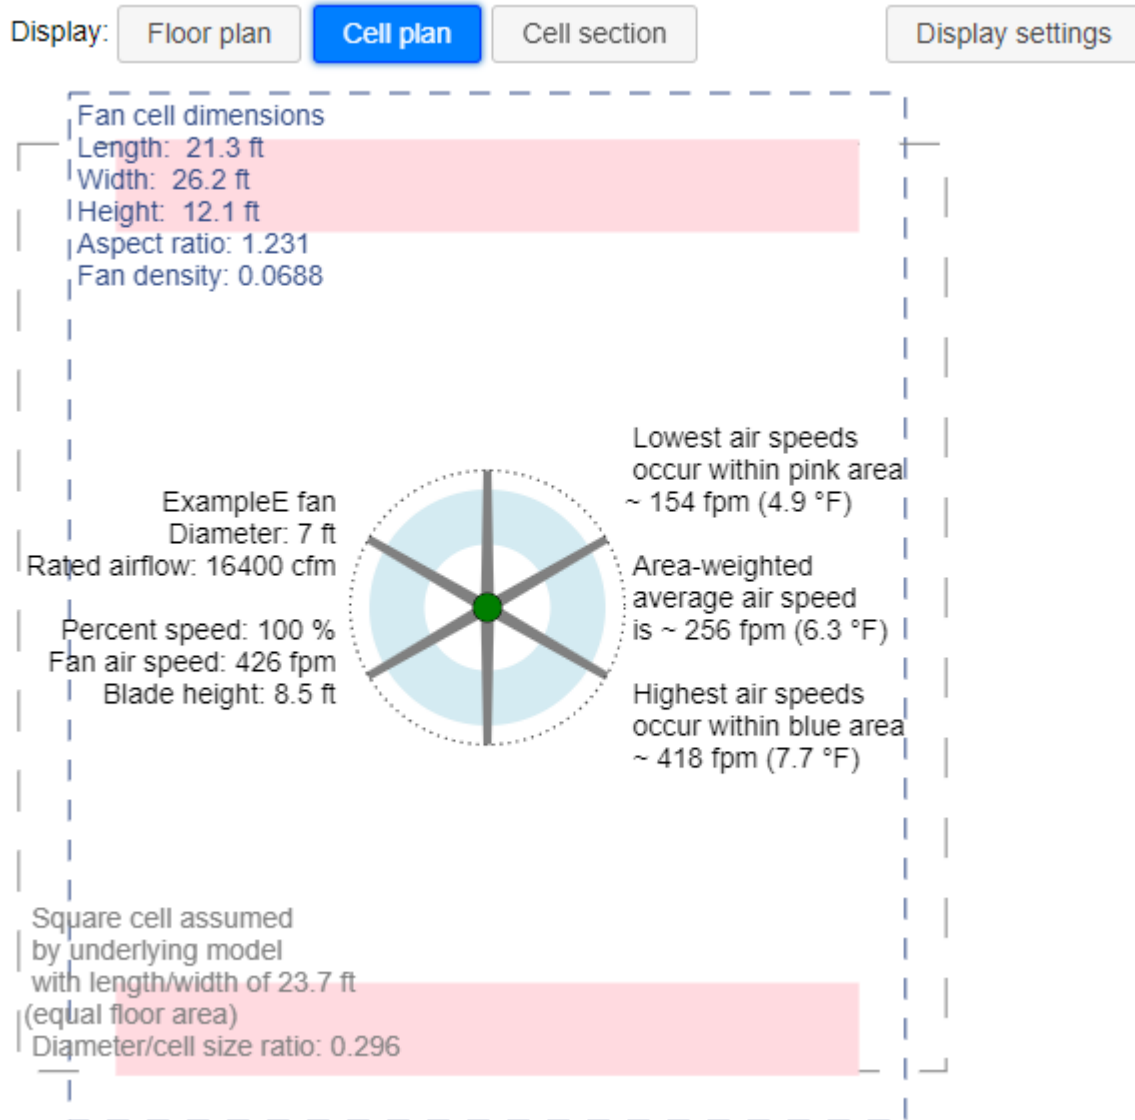 Display: Floor plan Cell plan Cell section Display settings
Fan cell dimensions
Length: 21.3 ft
Width: 26.2 ft
Height: 12.1 ft
Aspect ratio: 1.231
Fan density: 0.0688
ExampleE fan
Diameter: 7 ft
Rated airflow: 16400 cfm
Percent speed: 100 %
Fan air speed: 426 fpm
Blade height: 8.5 ft
Lowest air speeds
occur within pink area
~ 154 fpm (4.9 °F)
Area-weighted
average air speed
is ~ 256 fpm (6.3 °F)
Highest air speeds
occur within blue area
~ 418 fpm (7.7 °F)
Square cell assumed
by underlying model
with length/width of 23.7 ft
(equal floor area)
Diameter/cell size ratio: 0.296